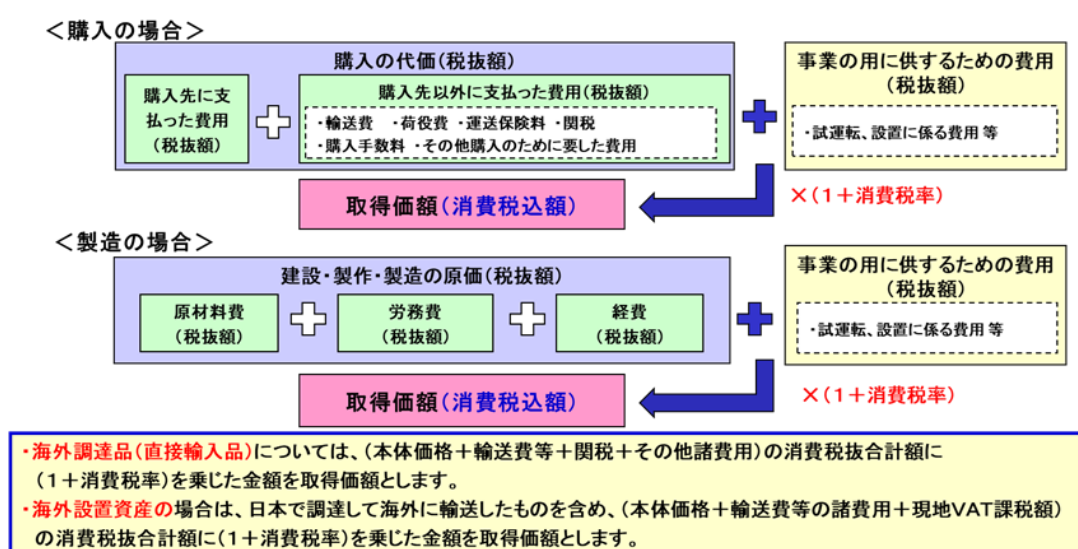 ＜購入の場合＞
購入の代価(税抜額)
購入先に支
払った費用
(税抜額)
購入先以外に支払った費用(税抜額)
・輸送費　・荷役費　・運送保険料　・関税
・購入手数料　・その他購入のために要した費用
事業の用に供するための費用
(税抜額)
・試運転、設置に係る費用 等
×(1＋消費税率)
取得価額(消費税込額)
＜製造の場合＞
建設・製作・製造の原価(税抜額)
原材料費
(税抜額)
労務費
(税抜額)
経費
(税抜額)
事業の用に供するための費用
(税抜額)
・試運転、設置に係る費用 等
×(1＋消費税率)
取得価額(消費税込額)
・海外調達品(直接輸入品)については、(本体価格＋輸送費等＋関税＋その他諸費用)の消費税抜合計額に
(1＋消費税率)を乗じた金額を取得価額とします。
・海外設置資産の場合は、日本で調達して海外に輸送したものを含め、(本体価格＋輸送費等の諸費用＋現地VAT課税額)
の消費税抜合計額に(1＋消費税率)を乗じた金額を取得価額とします。